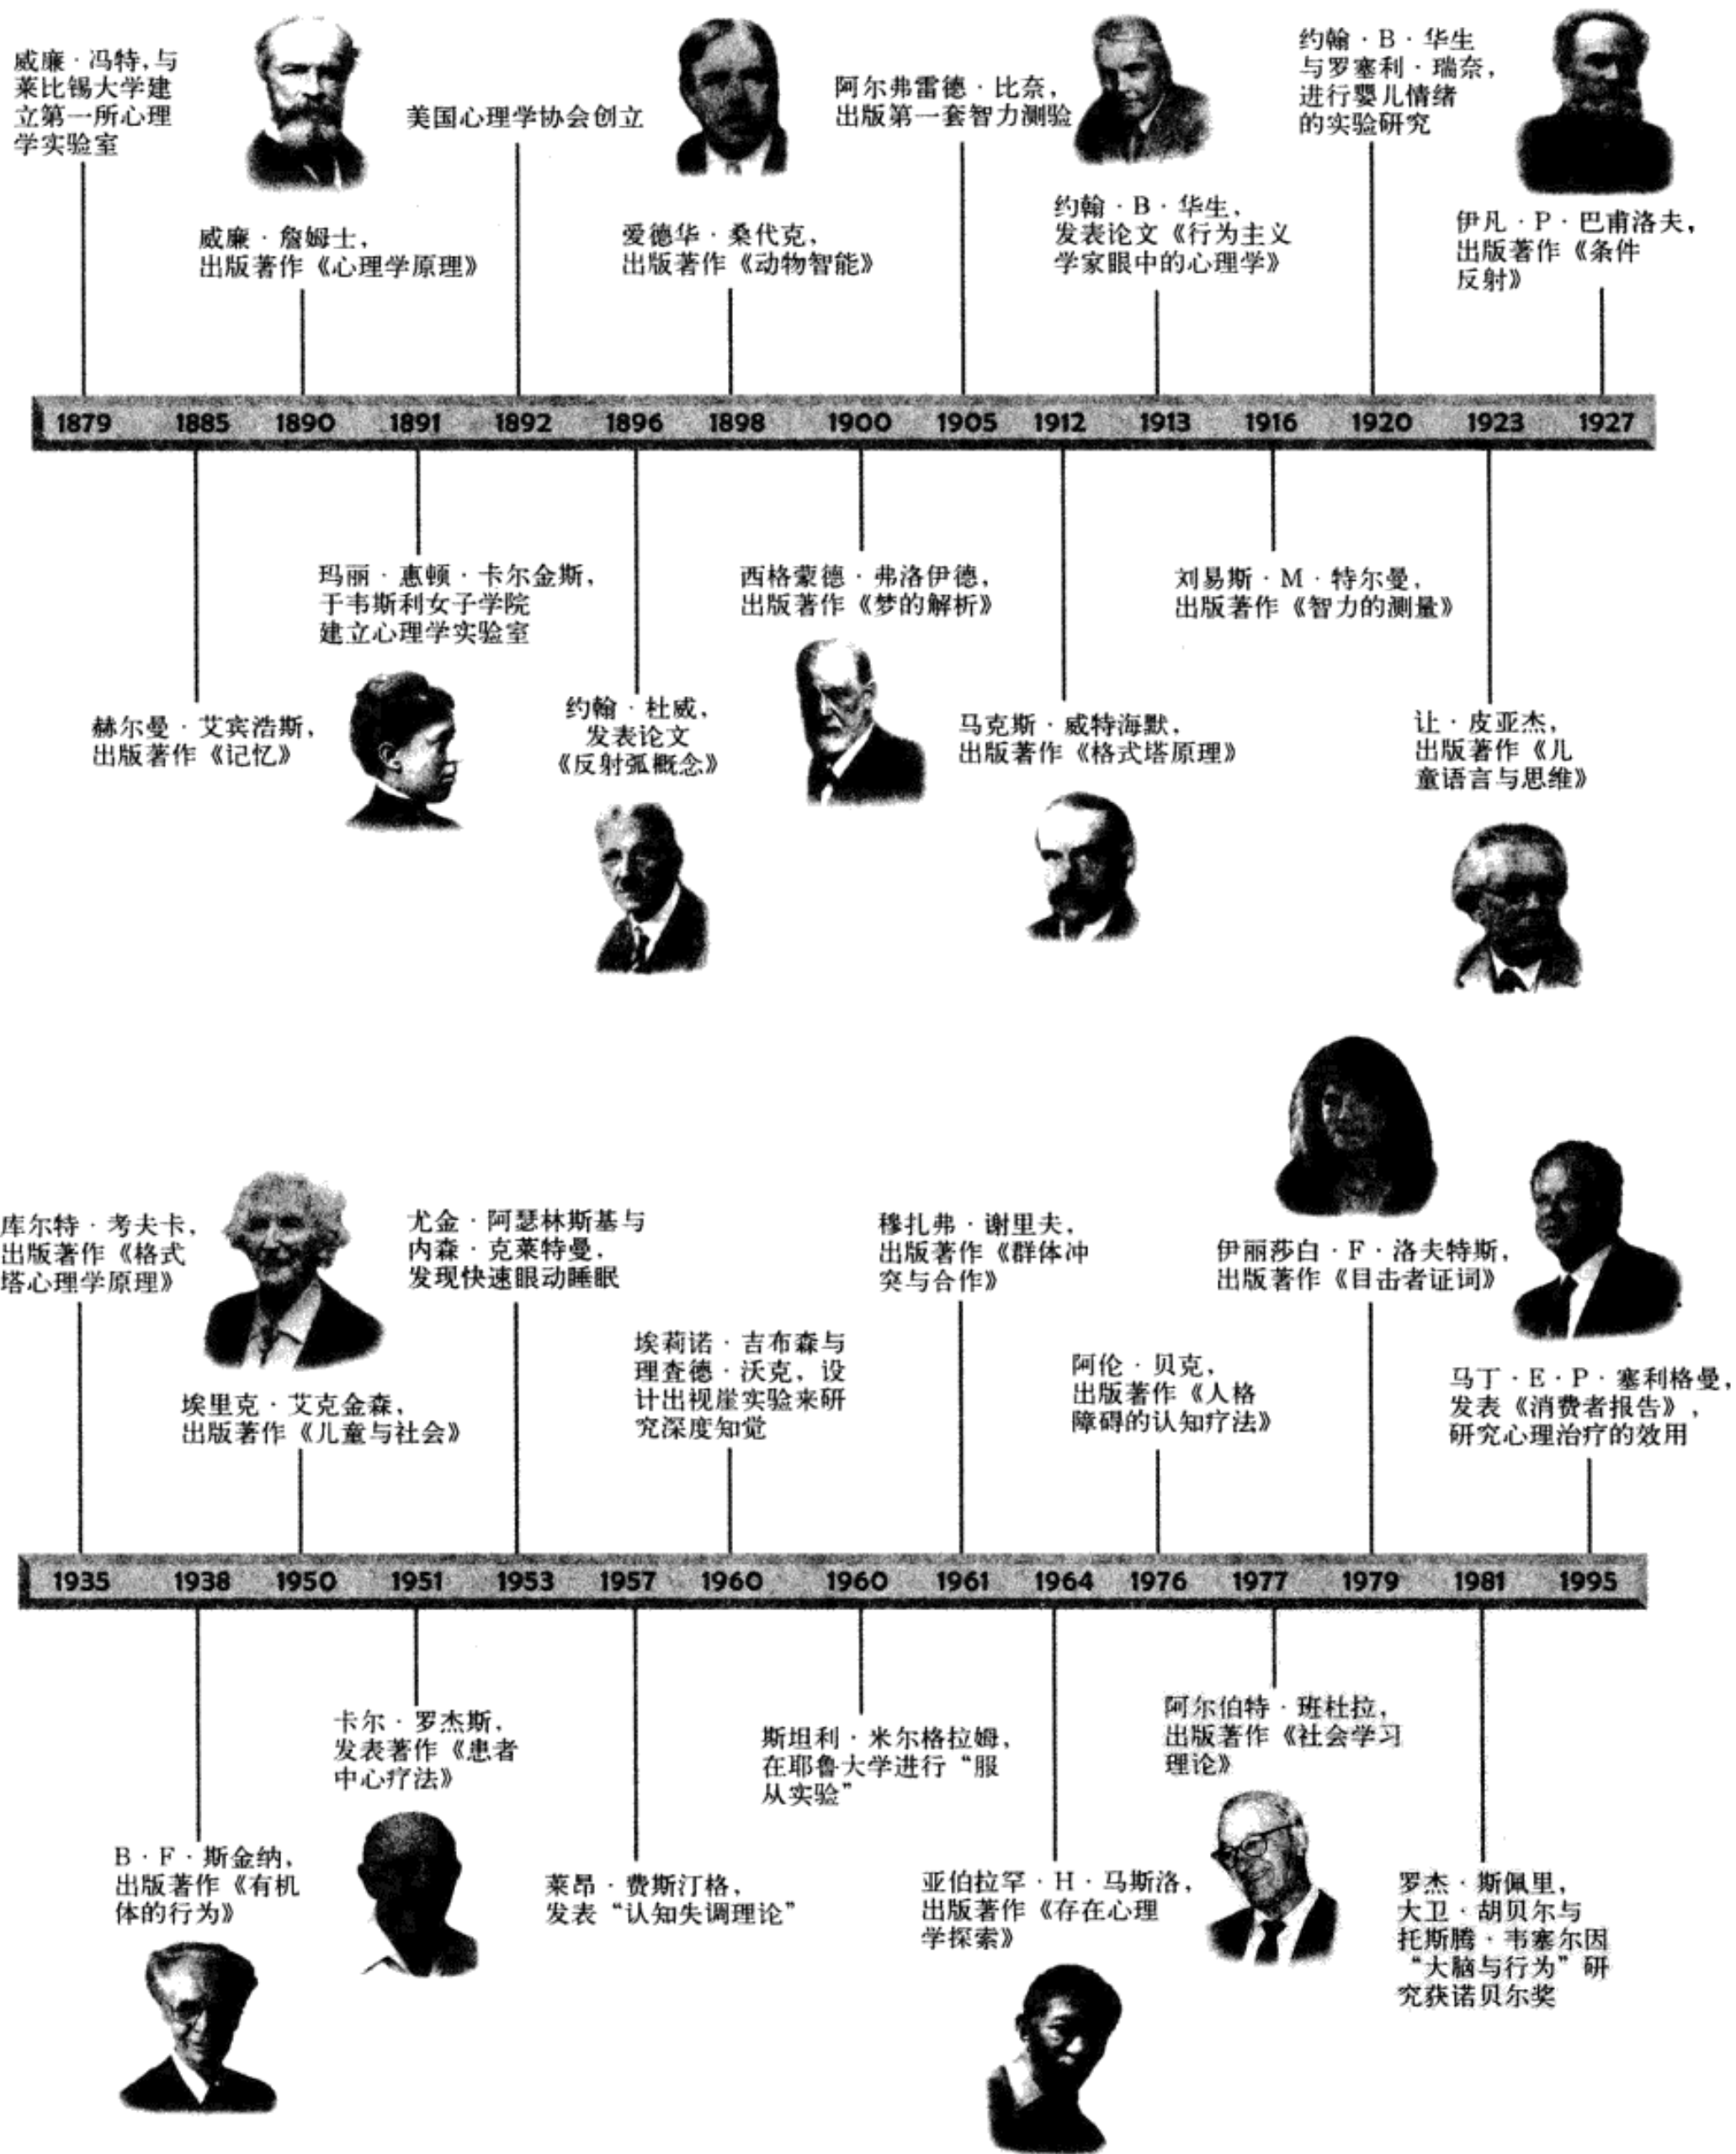 威廉·冯特,与
莱比锡大学建
立第一所心理
学实验室
威廉·詹姆士,
出版著作《心理学原理》
美国心理学协会创立
爱德华·桑代克,
出版著作《动物智能》
阿尔弗雷德·比奈,
出版第一套智力测验
约翰·B·华生,
发表论文《行为主义
学家眼中的心理学》
约翰·B·华生
与罗塞利·瑞奈,
进行婴儿情绪
的实验研究
伊凡·P·巴甫洛夫,
出版著作《条件
反射》
1879 1885 1890 1891 1892 1896 1898 1900 1905 1912 1913 1916 1920 1923 1927
赫尔曼·艾宾浩斯,
出版著作《记忆》
玛丽·惠顿·卡尔金斯,
于韦斯利女子学院
建立心理学实验室
约翰·杜威,
发表论文
《反射弧概念》
西格蒙德·弗洛伊德,
出版著作《梦的解析》
马克斯·威特海默,
出版著作《格式塔原理》
刘易斯·M·特尔曼,
出版著作《智力的测量》
让·皮亚杰,
出版著作《儿
童语言与思维》
库尔特·考夫卡,
出版著作《格式
塔心理学原理》
埃里克·艾克金森,
出版著作《儿童与社会》
尤金·阿瑟林斯基与
内森·克莱特曼,
发现快速眼动睡眠
埃莉诺·吉布森与
理查德·沃克,设
计出视崖实验来研
究深度知觉
穆扎弗·谢里夫,
出版著作《群体冲
突与合作》
阿伦·贝克,
出版著作《人格
障碍的认知疗法》
伊丽莎白·F·洛夫特斯,
出版著作《目击者证词》
马丁·E·P·塞利格曼,
发表《消费者报告》,
研究心理治疗的效用
1935 1938 1950 1951 1953 1957 1960 1960 1961 1964 1976 1977 1979 1981 1995
B·F·斯金纳,
出版著作《有机
体的行为》
卡尔·罗杰斯,
发表著作《患者
中心疗法》
莱昂·费斯汀格,
发表“认知失调理论”
斯坦利·米尔格拉姆,
在耶鲁大学进行“服
从实验”
亚伯拉罕·H·马斯洛,
出版著作《存在心理
学探索》
阿尔伯特·班杜拉,
出版著作《社会学习
理论》
罗杰·斯佩里,
大卫·胡贝尔与
托斯腾·韦塞尔因
“大脑与行为”研
究获诺贝尔奖